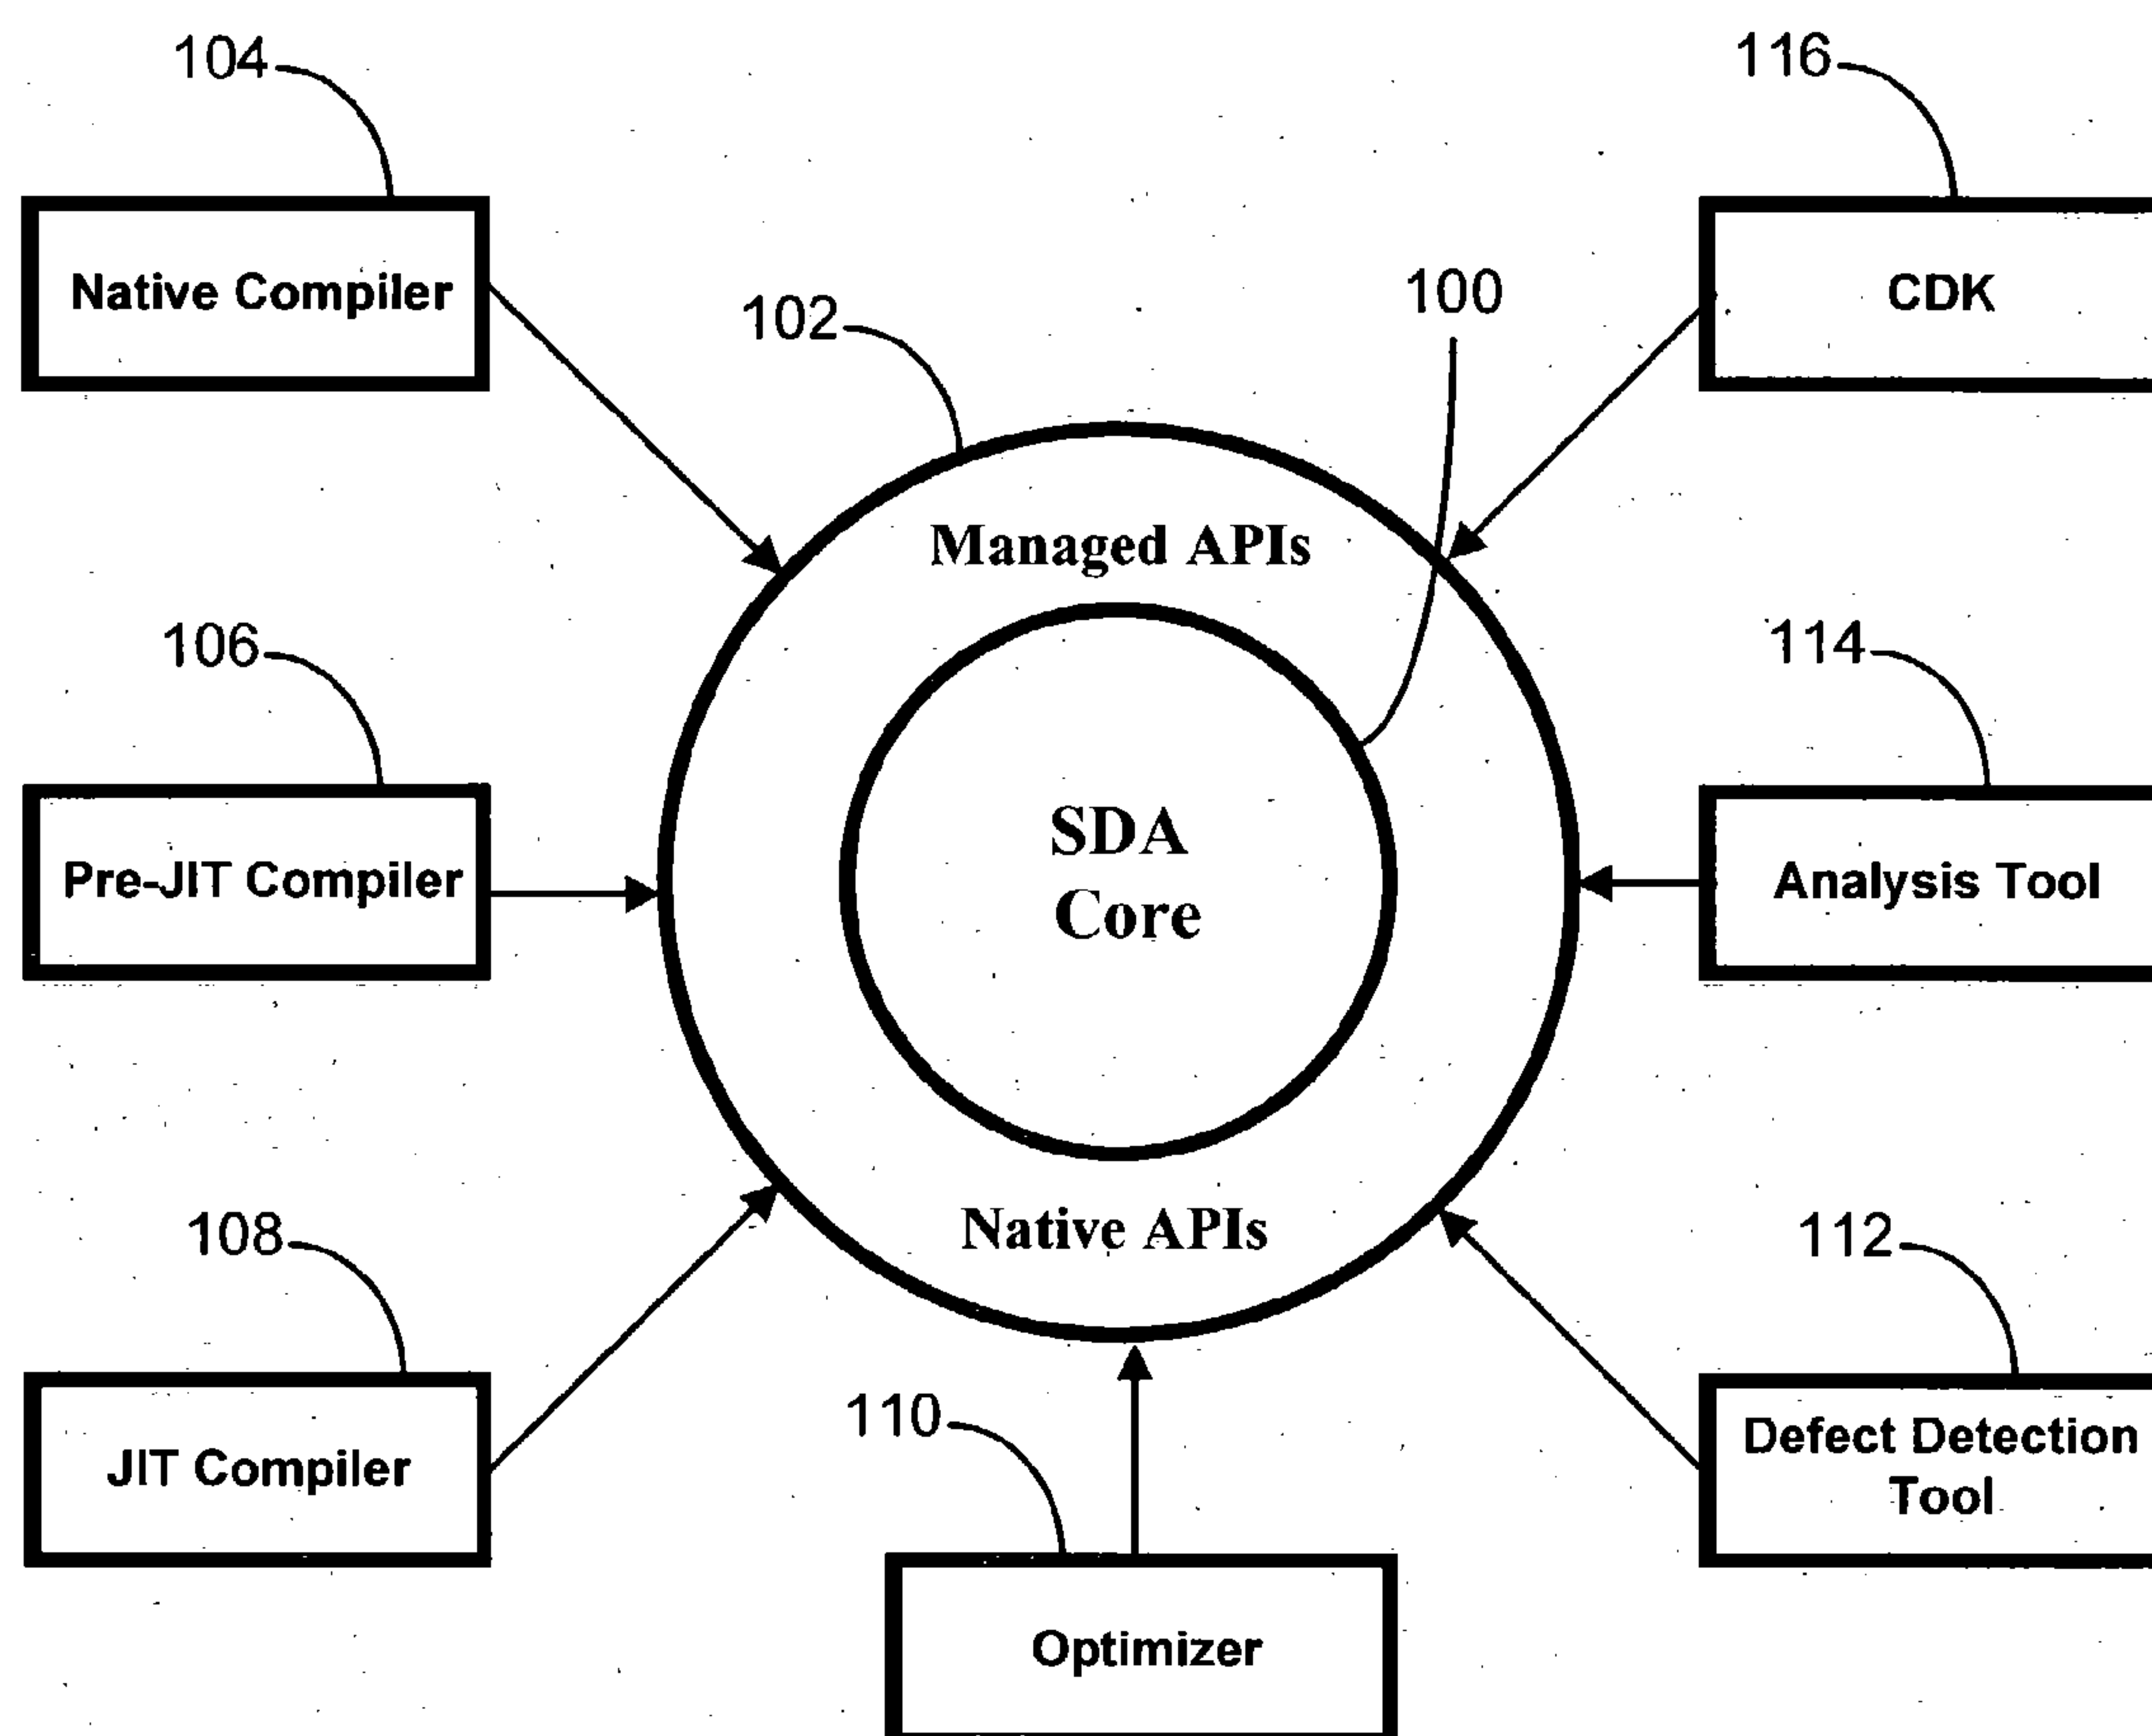 104
116
Native Compiler
CDK
102
100
Managed APIs
106
114
SDA
Core
Pre-JIT Compiler
Analysis Tool
108
Native APIs
112
110
JIT Compiler
Defect Detection
Tool
Optimizer